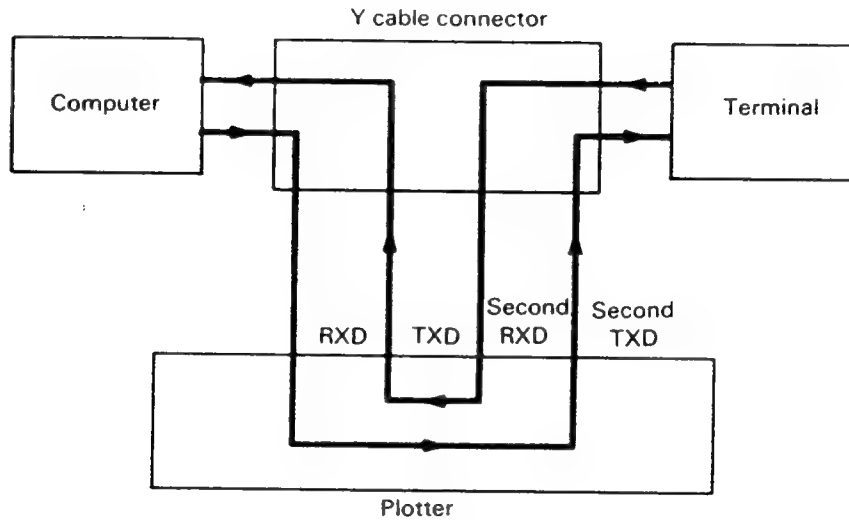 Y cable connector
Computer
Terminal
RXD
TXD
Second
RXD
Second
TXD
Plotter